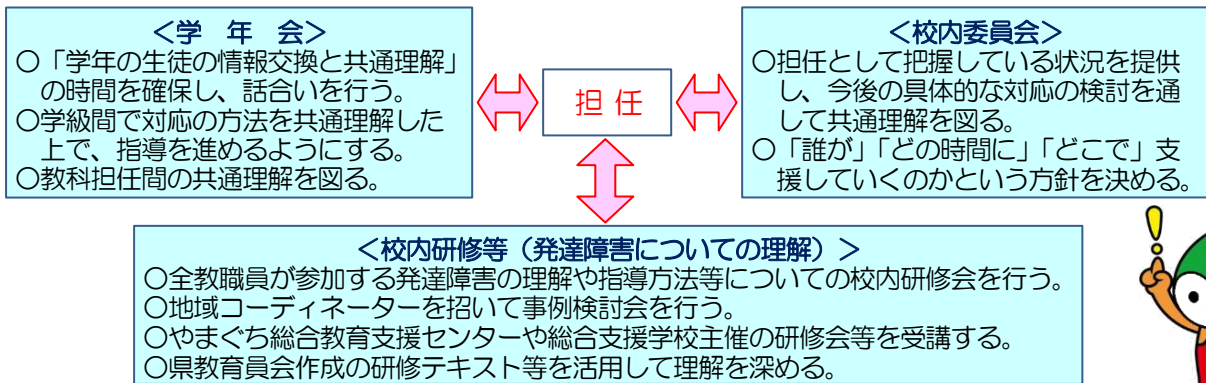 ＜学　年　会＞
○「学年の生徒の情報交換と共通理解」
の時間を確保し、話合いを行う。
○学級間で対応の方法を共通理解した
上で、指導を進めるようにする。
○教科担任間の共通理解を図る。
担 任
＜校内委員会＞
○担任として把握している状況を提供
し、今後の具体的な対応の検討を通
して共通理解を図る。
○「誰が」「どの時間に」「どこで」支
援していくのかという方針を決める。
＜校内研修等（発達障害についての理解）＞
○全教職員が参加する発達障害の理解や指導方法等についての校内研修会を行う。
○地域コーディネーターを招いて事例検討会を行う。
○やまぐち総合教育支援センターや総合支援学校主催の研修会等を受講する。
○県教育員会作成の研修テキスト等を活用して理解を深める。